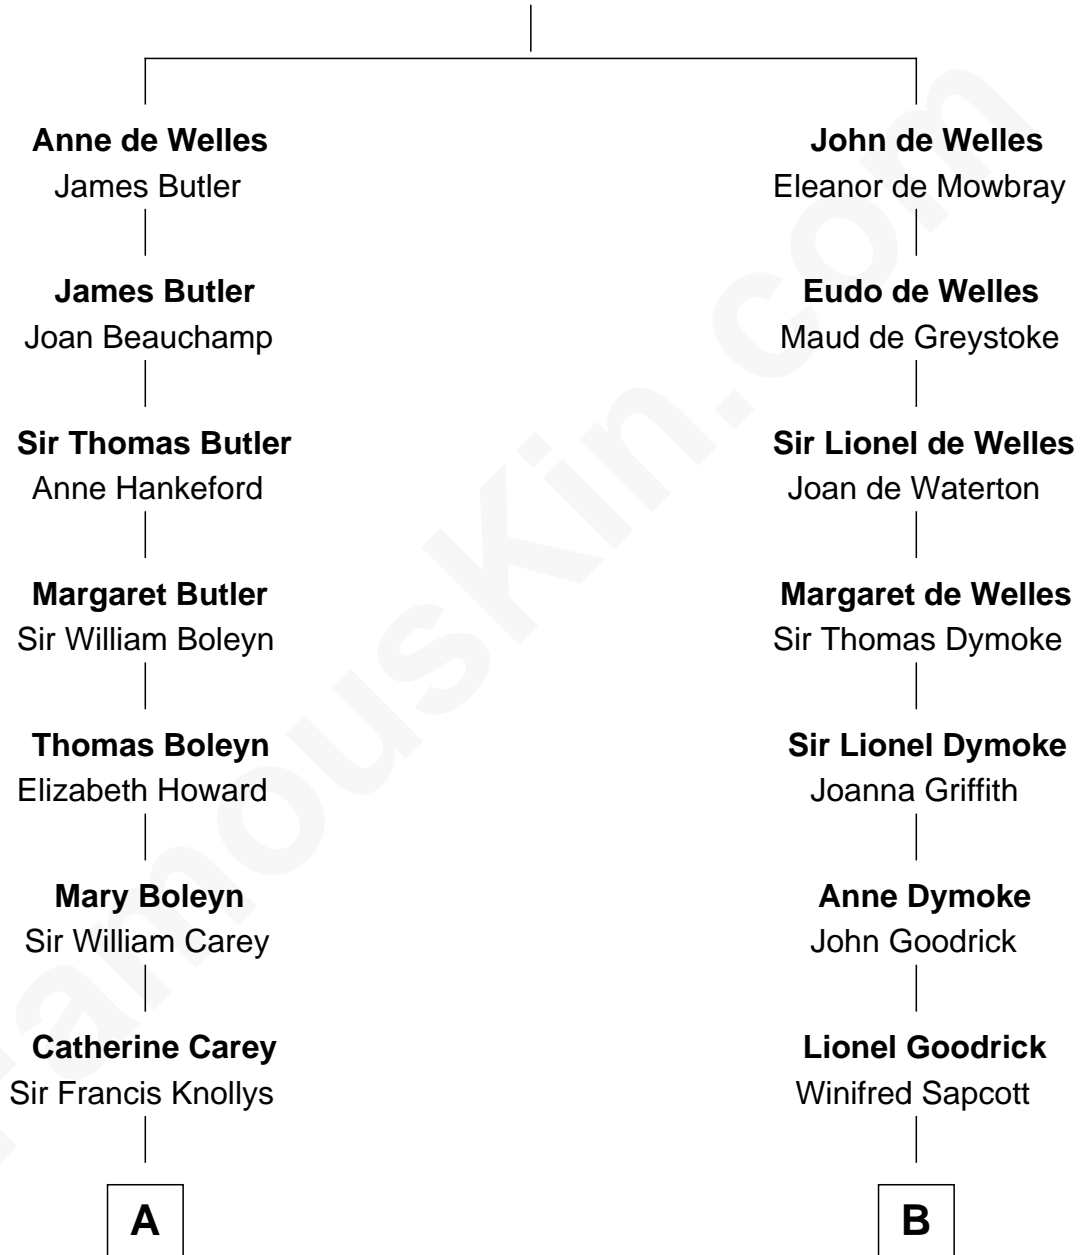 Anne de Welles
James Butler
John de Welles
Eleanor de Mowbray
James Butler
Joan Beauchamp
Eudo de Welles
Maud de Greystoke
Sir Thomas Butler
Anne Hankeford
Sir Lionel de Welles
Joan de Waterton
Margaret Butler
Sir William Boleyn
Margaret de Welles
Sir Thomas Dymoke
Thomas Boleyn
Elizabeth Howard
Sir Lionel Dymoke
Joanna Griffith
Mary Boleyn
Sir William Carey
Anne Dymoke
John Goodrick
Catherine Carey
Sir Francis Knollys
Lionel Goodrick
Winifred Sapcott
A
B
FamousKin.com